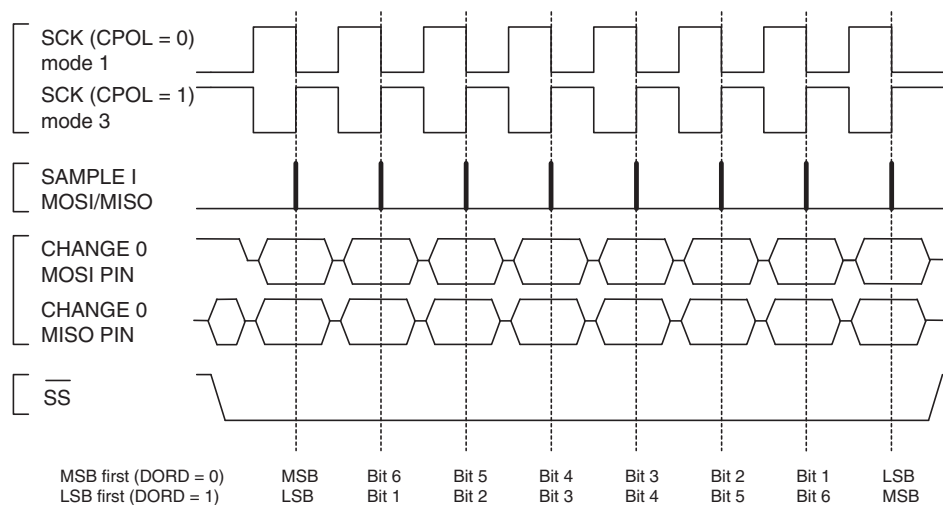 SCK (CPOL = 0)
mode 1
SCK (CPOL = 1)
mode 3
SAMPLE I
MOSI/MISO
CHANGE 0
MOSI PIN
CHANGE 0
MISO PIN
SS
MSB first (DORD = 0) MSB Bit 6 Bit 5 Bit 4 Bit 3 Bit 2 Bit 1 LSB
LSB first (DORD = 1) LSB Bit 1 Bit 2 Bit 3 Bit 4 Bit 5 Bit 6 MSB